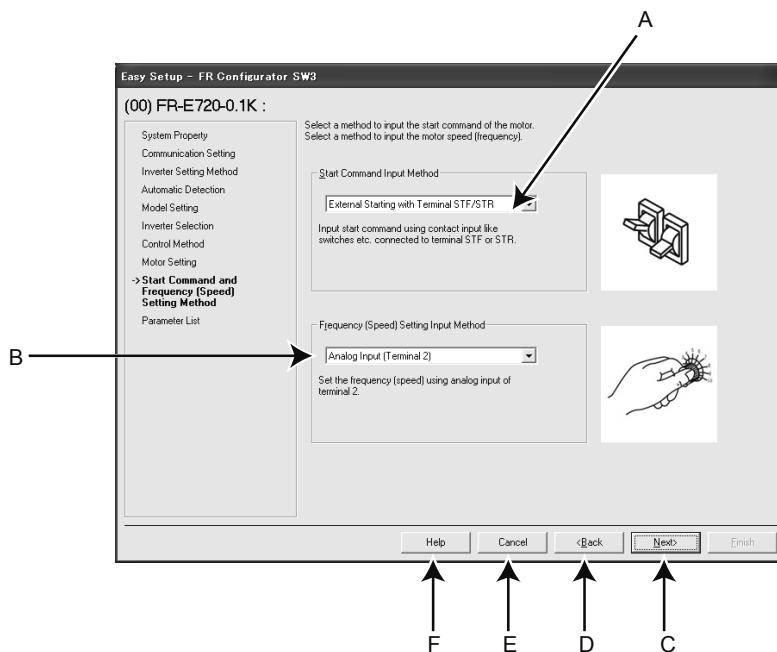 A
Easy Setup - FR Configurator SW3
(00) FR-E720-0.1K :
System Property
Communication Setting
Inverter Setting Method
Automatic Detection
Model Setting
Inverter Selection
Control Method
Motor Setting
-> Start Command and
Frequency (Speed)
Setting Method
Parameter List
Select a method to input the start command of the motor.
Select a method to input the motor speed (frequency).
Start Command Input Method
External Starting with Terminal STF/STR
Input start command using contact input like
switches etc. connected to terminal STF or STR.
B
Frequency (Speed) Setting Input Method
Analog Input (Terminal 2)
Set the frequency (speed) using analog input of
terminal 2.
Help Cancel <Back Next> Finish
F E D C